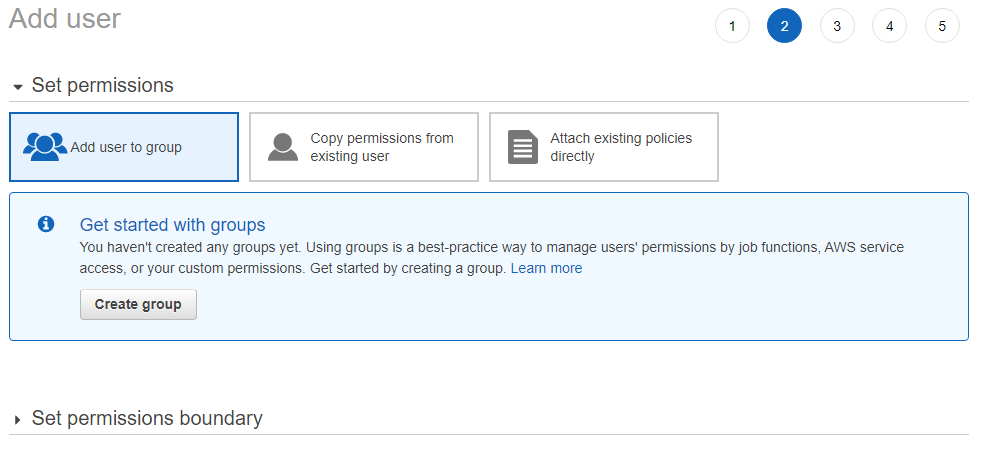 Add user
1 2 3 4 5
Set permissions
Add user to group
Copy permissions from
existing user
Attach existing policies
directly
Get started with groups
You haven't created any groups yet. Using groups is a best-practice way to manage users' permissions by job functions, AWS service
access, or your custom permissions. Get started by creating a group. Learn more
Create group
Set permissions boundary